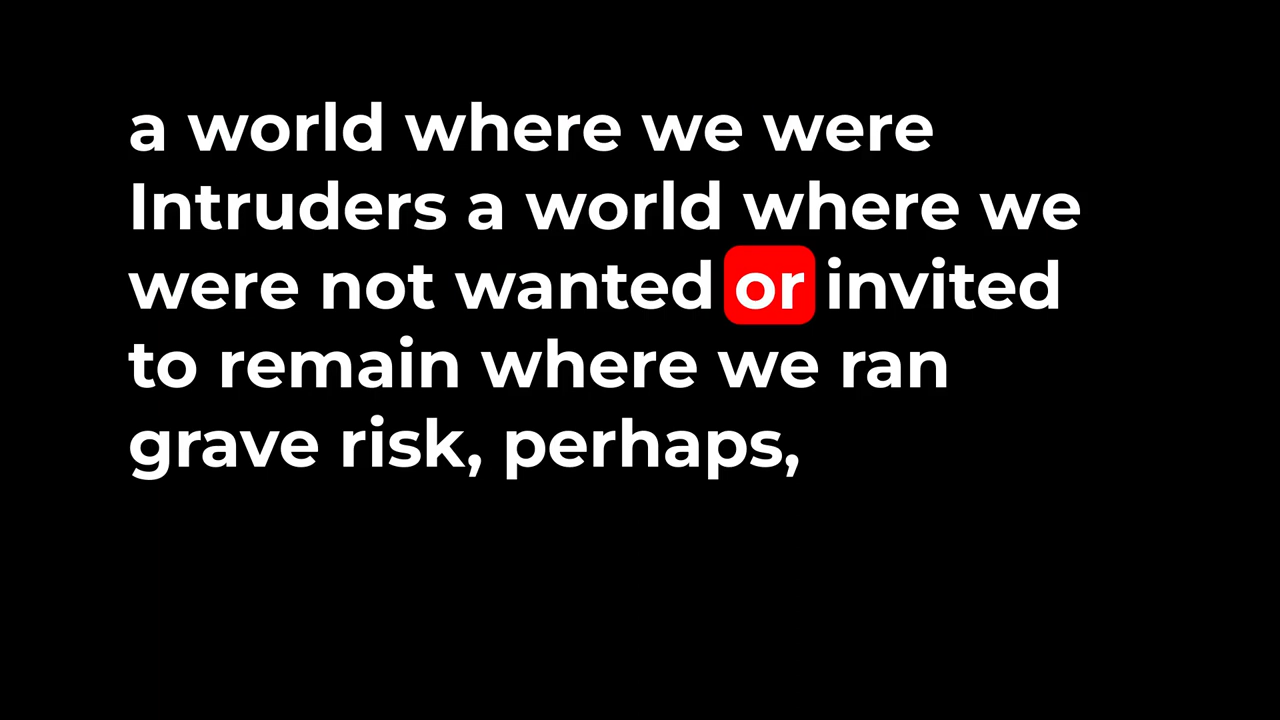 a world where we were
Intruders a world where we
were not wanted or invited
to remain where we ran
grave risk, perhaps,